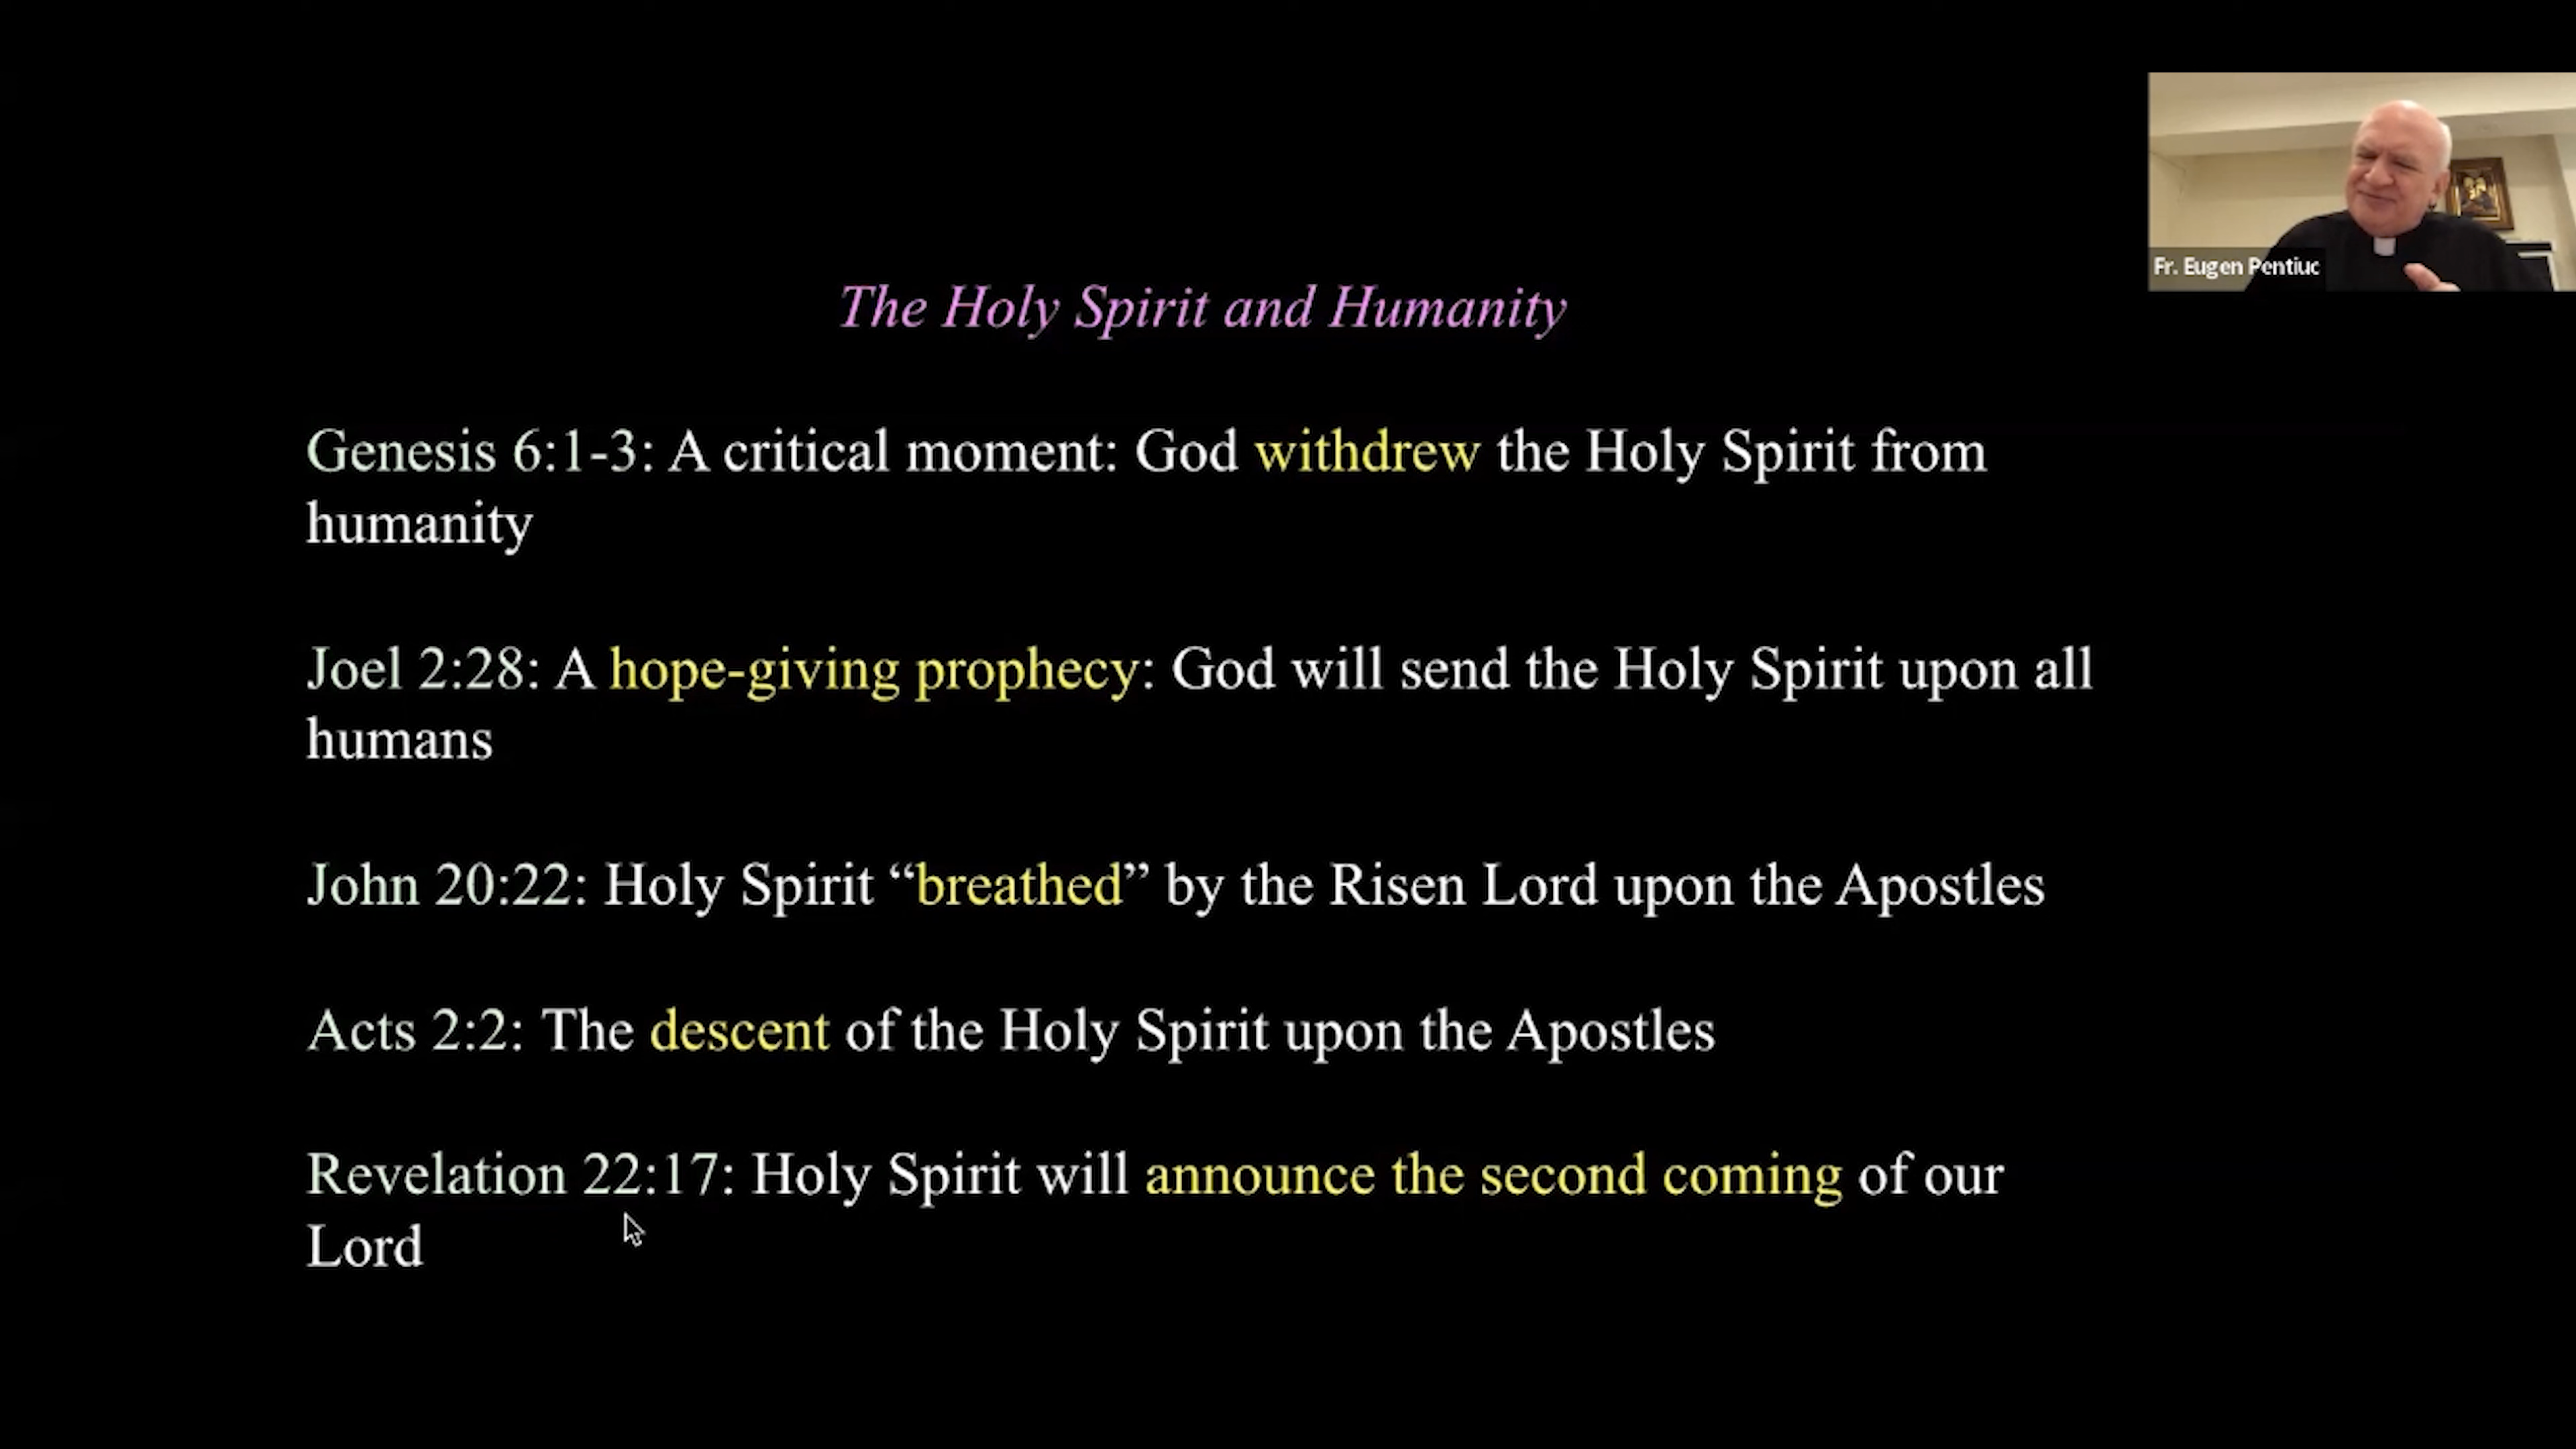 Fr. Eugen Pentiuc
The Holy Spirit and Humanity
Genesis 6:1-3: A critical moment: God withdrew the Holy Spirit from
humanity
Joel 2:28: A hope-giving prophecy: God will send the Holy Spirit upon all
humans
John 20:22: Holy Spirit “breathed” by the Risen Lord upon the Apostles
Acts 2:2: The descent of the Holy Spirit upon the Apostles
Revelation 22:17: Holy Spirit will announce the second coming of our
Lord